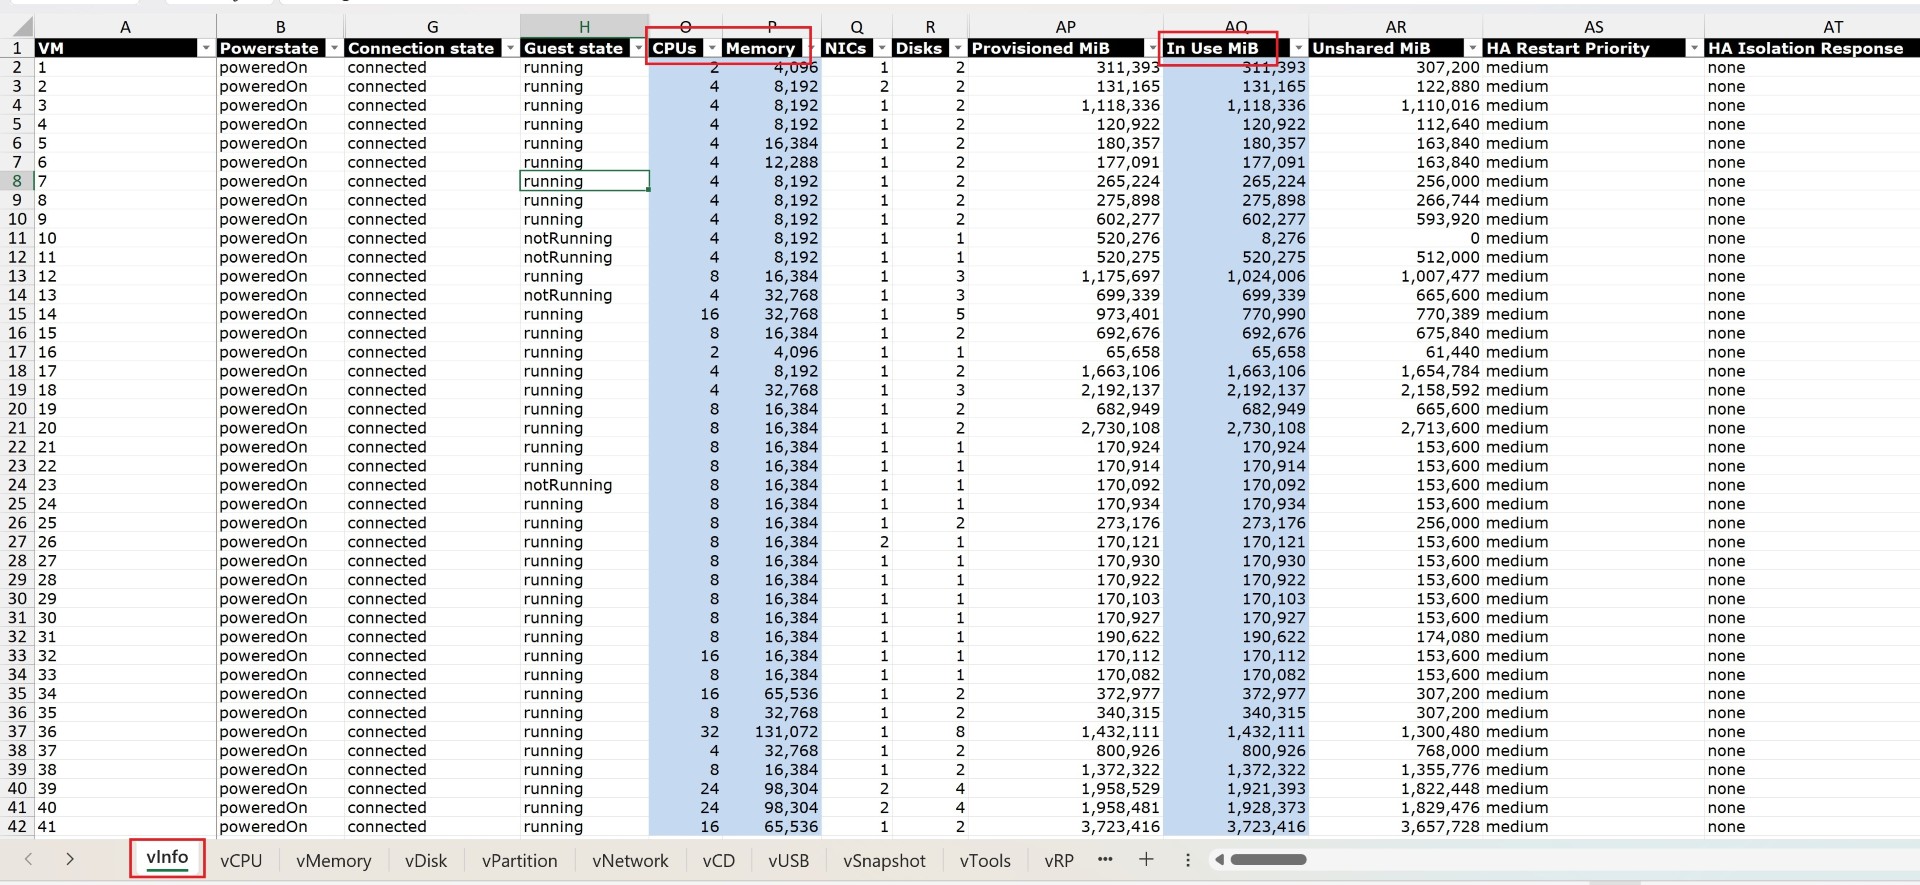 A B G H O P Q R AP AQ AR AS AT
1 VM Powerstate Connection state Guest state CPUs Memory NICs Disks Provisioned MiB In Use MiB Unshared MiB HA Restart Priority HA Isolation Response
2 1 poweredOn connected running 2 4,096 1 2 311,393 311,393 307,200 medium none
3 2 poweredOn connected running 4 8,192 2 2 131,165 131,165 122,880 medium none
4 3 poweredOn connected running 4 8,192 1 2 1,118,336 1,118,336 1,110,016 medium none
5 4 poweredOn connected running 4 8,192 1 2 120,922 120,922 112,640 medium none
6 5 poweredOn connected running 4 16,384 1 2 180,357 180,357 163,840 medium none
7 6 poweredOn connected running 4 12,288 1 2 177,091 177,091 163,840 medium none
8 7 poweredOn connected running 4 8,192 1 2 265,224 265,224 256,000 medium none
9 8 poweredOn connected running 4 8,192 1 2 275,898 275,898 266,744 medium none
10 9 poweredOn connected running 4 8,192 1 2 602,277 602,277 593,920 medium none
11 10 poweredOn connected notRunning 4 8,192 1 1 520,276 8,276 0 medium none
12 11 poweredOn connected notRunning 4 8,192 1 1 520,275 520,275 512,000 medium none
13 12 poweredOn connected running 8 16,384 1 3 1,175,697 1,024,006 1,007,477 medium none
14 13 poweredOn connected notRunning 4 32,768 1 3 699,339 699,339 665,600 medium none
15 14 poweredOn connected running 16 32,768 1 5 973,401 770,990 770,389 medium none
16 15 poweredOn connected running 8 16,384 1 2 692,676 692,676 675,840 medium none
17 16 poweredOn connected running 2 4,096 1 1 65,658 65,658 61,440 medium none
18 17 poweredOn connected running 4 8,192 1 2 1,663,106 1,663,106 1,654,784 medium none
19 18 poweredOn connected running 4 32,768 1 3 2,192,137 2,192,137 2,158,592 medium none
20 19 poweredOn connected running 8 16,384 1 2 682,949 682,949 665,600 medium none
21 20 poweredOn connected running 8 16,384 1 2 2,730,108 2,730,108 2,713,600 medium none
22 21 poweredOn connected running 8 16,384 1 1 170,924 170,924 153,600 medium none
23 22 poweredOn connected running 8 16,384 1 1 170,914 170,914 153,600 medium none
24 23 poweredOn connected notRunning 8 16,384 1 1 170,092 170,092 153,600 medium none
25 24 poweredOn connected running 8 16,384 1 1 170,934 170,934 153,600 medium none
26 25 poweredOn connected running 8 16,384 1 2 273,176 273,176 256,000 medium none
27 26 poweredOn connected running 8 16,384 2 1 170,121 170,121 153,600 medium none
28 27 poweredOn connected running 8 16,384 1 1 170,930 170,930 153,600 medium none
29 28 poweredOn connected running 8 16,384 1 1 170,922 170,922 153,600 medium none
30 29 poweredOn connected running 8 16,384 1 1 170,103 170,103 153,600 medium none
31 30 poweredOn connected running 8 16,384 1 1 170,927 170,927 153,600 medium none
32 31 poweredOn connected running 8 16,384 1 1 190,622 190,622 174,080 medium none
33 32 poweredOn connected running 16 16,384 1 1 170,112 170,112 153,600 medium none
34 33 poweredOn connected running 8 16,384 1 1 170,082 170,082 153,600 medium none
35 34 poweredOn connected running 16 65,536 1 2 372,977 372,977 307,200 medium none
36 35 poweredOn connected running 8 32,768 1 2 340,315 340,315 307,200 medium none
37 36 poweredOn connected running 32 131,072 1 8 1,432,111 1,432,111 1,300,480 medium none
38 37 poweredOn connected running 4 32,768 1 2 800,926 800,926 768,000 medium none
39 38 poweredOn connected running 8 16,384 1 2 1,372,322 1,372,322 1,355,776 medium none
40 39 poweredOn connected running 24 98,304 2 4 1,958,529 1,921,393 1,822,448 medium none
41 40 poweredOn connected running 24 98,304 2 4 1,958,481 1,928,373 1,829,476 medium none
42 41 poweredOn connected running 16 65,536 1 2 3,723,416 3,723,416 3,657,728 medium none
vInfo vCPU vMemory vDisk vPartition vNetwork vCD vUSB vSnapshot vTools vRP